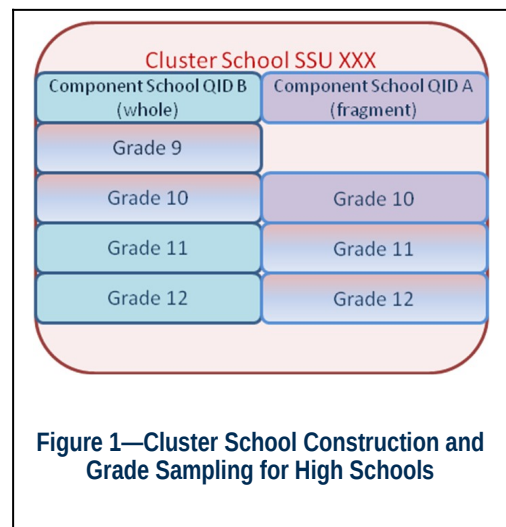 Cluster School SSU XXX
Component School QID B
(whole)
Component School QID A
(fragment)
Grade 9
Grade 10
Grade 10
Grade 11
Grade 11
Grade 12
Grade 12
Figure 1—Cluster School Construction and
Grade Sampling for High Schools